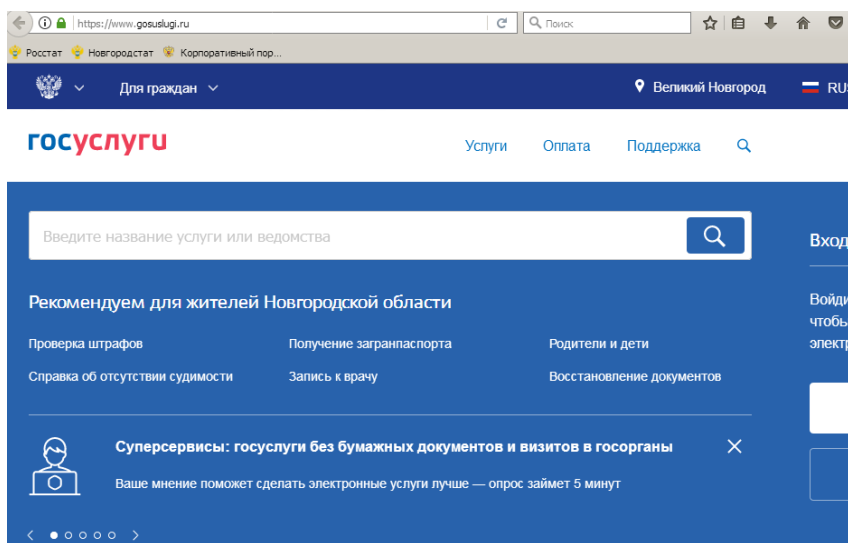 https://www.gosuslugi.ru
Поиск
Росстат Новгородстат Корпоративный пор...
Для граждан Великий Новгород RUS
госуслуги
Услуги Оплата Поддержка
Введите название услуги или ведомства
Вход
Рекомендуем для жителей Новгородской области
Проверка штрафов Получение загранпаспорта Родители и дети
Справка об отсутствии судимости Запись к врачу Восстановление документов
Войди
чтобы
электр
Суперсервисы: госуслуги без бумажных документов и визитов в госорганы
Ваше мнение поможет сделать электронные услуги лучше — опрос займет 5 минут